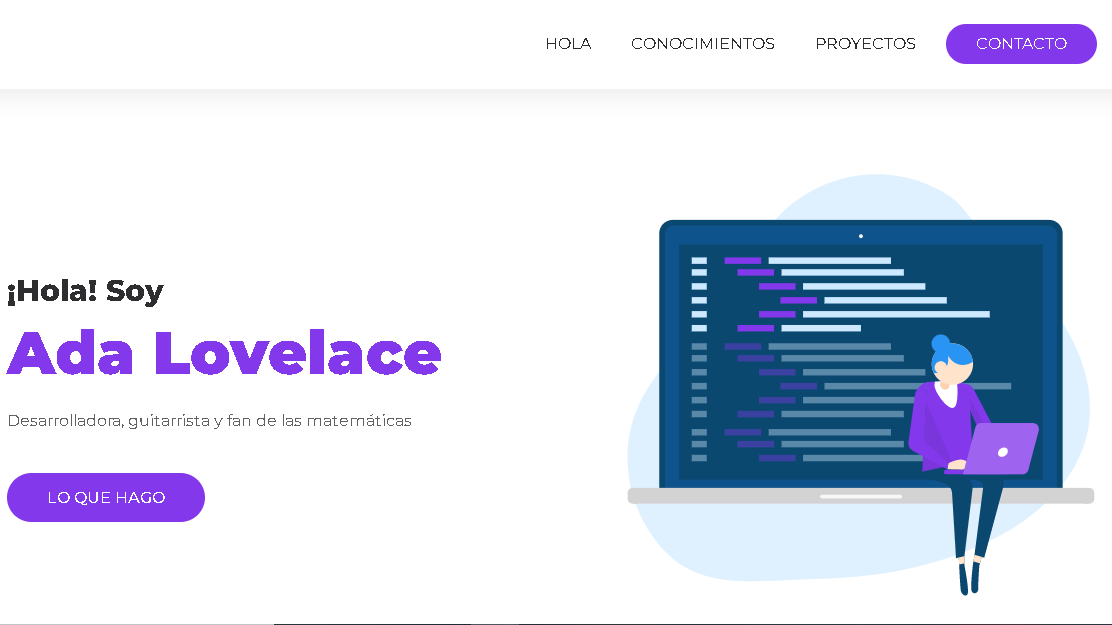 HOLA CONOCIMIENTOS PROYECTOS CONTACTO
¡Hola! Soy
Ada Lovelace
Desarrolladora, guitarrista y fan de las matemáticas
LO QUE HAGO